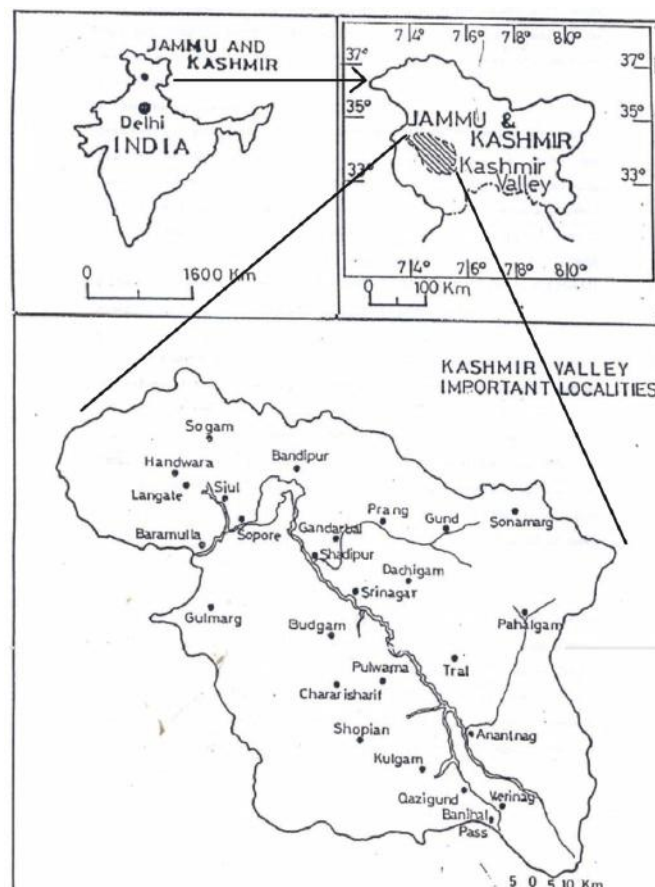 JAMMU AND
KASHMIR
Delhi
INDIA
0 1600 Km
74 76 78 80
37° 37°
35° 35°
33° 33°
JAMMU &
KASHMIR
Kashmir
Valley
74 76 78 80
0 100 Km
KASHMIR VALLEY
IMPORTANT LOCALITIES
Sogam
Handwara
Bandipur
Langate
Sjul
Baramulla
Sopore
Gandarbal
Prang
Gund
Sonamarg
Shadipur
Dachigam
Srinagar
Gulmarg
Budgam
Pahalgam
Pulwama
Tral
Chararisharif
Shopian
Anantnag
Kulgam
Qazigund
Verinag
Banihal
Pass
5 0 5 10 Km